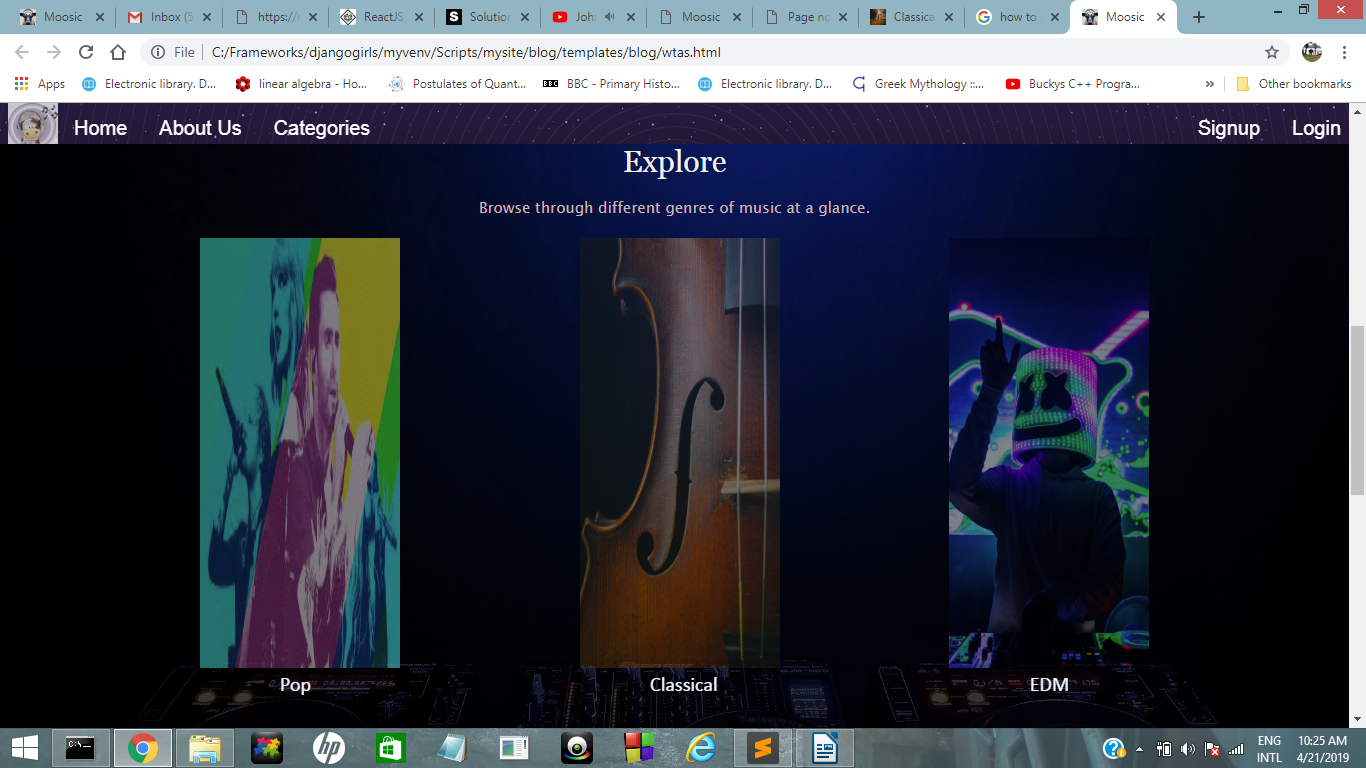 Moosic
Inbox (5
https://
ReactJS
Solution
Joh
Moosic
Page no
Classica
how to
Moosic
File
C:/Frameworks/djangogirls/myvenv/Scripts/mysite/blog/templates/blog/wtas.html
Apps
Electronic library. D...
linear algebra - Ho...
Postulates of Quant...
BBC
BBC - Primary Histo...
Electronic library. D...
Greek Mythology ::...
Buckys C++ Progra...
»
Other bookmarks
Home
About Us
Categories
Signup
Login
Explore
Browse through different genres of music at a glance.
Pop
Classical
EDM
ENG
INTL
10:25 AM
4/21/2019